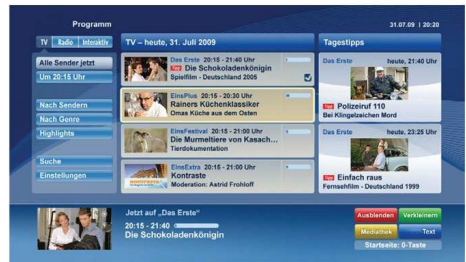 Programm
31.07.09 | 20:20
TV Radio Interaktiv
Alle Sender jetzt
Um 20:15 Uhr
Nach Sendern
Nach Genre
Highlights
Suche
Einstellungen
TV – heute, 31. Juli 2009
Das Erste 20:15 - 21:40 Uhr
Tipp Die Schokoladenkönigin
Spielfilm - Deutschland 2005
EinsPlus 20:15 - 20:30 Uhr
Rainers Küchenklassiker
Omas Küche aus dem Osten
EinsFestival 20:15 - 21:00 Uhr
Die Murmeltiere von Kasach...
Tierdokumentation
EinsExtra 20:15 - 21:00 Uhr
Kontraste
Moderation: Astrid Frohloff
Tagestipps
Das Erste heute, 21:40 Uhr
Tipp Polizeiruf 110
Bei Klingelzeichen Mord
Das Erste heute, 23:25 Uhr
Tipp Einfach raus
Fernsehfilm - Deutschland 1999
Jetzt auf „Das Erste“
20:15 - 21:40
Die Schokoladenkönigin
Ausblenden Verkleinern
Mediathek Text
Startseite: 0-Taste